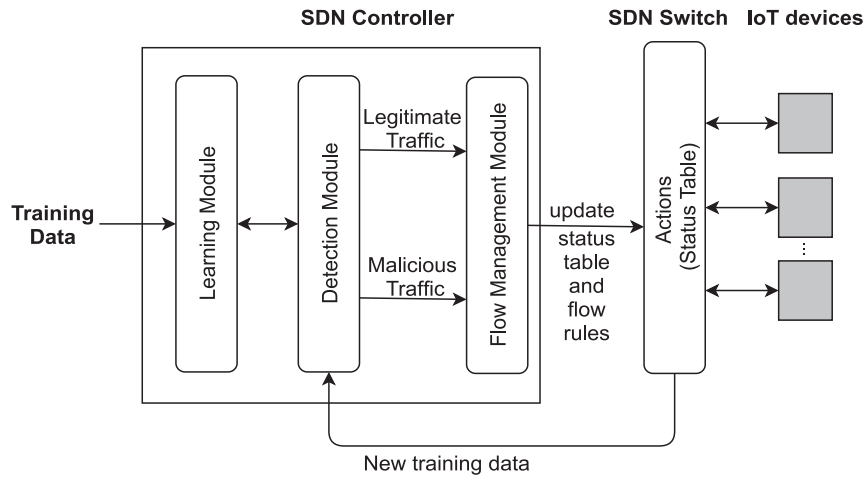 SDN Controller
SDN Switch
IoT devices
Training
Data
Learning Module
Detection Module
Legitimate
Traffic
Malicious
Traffic
Flow Management Module
update
status
table
and
flow
rules
Actions
(Status Table)
New training data